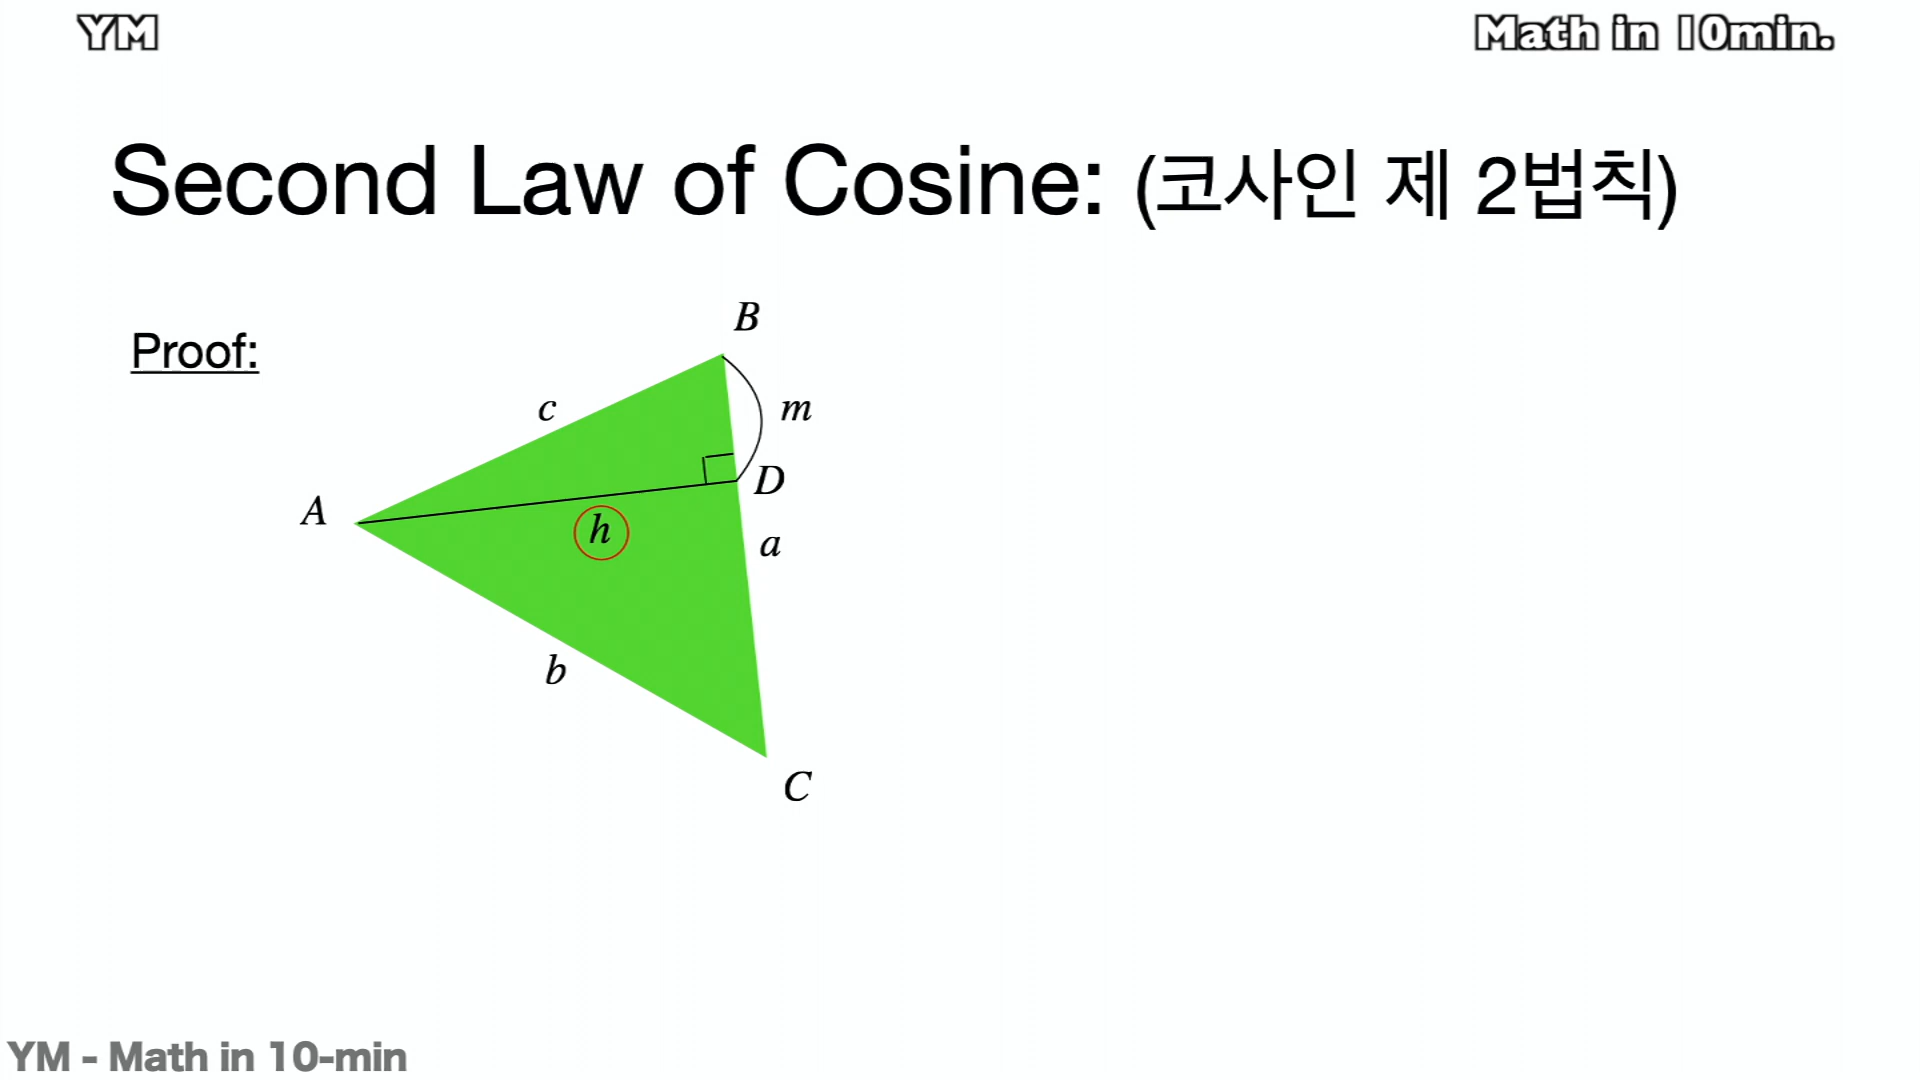 YM
Math in 10min.
Second Law of Cosine: (코사인 제 2법칙)
Proof:
B
c
m
D
A
h
a
b
C
YM - Math in 10-min